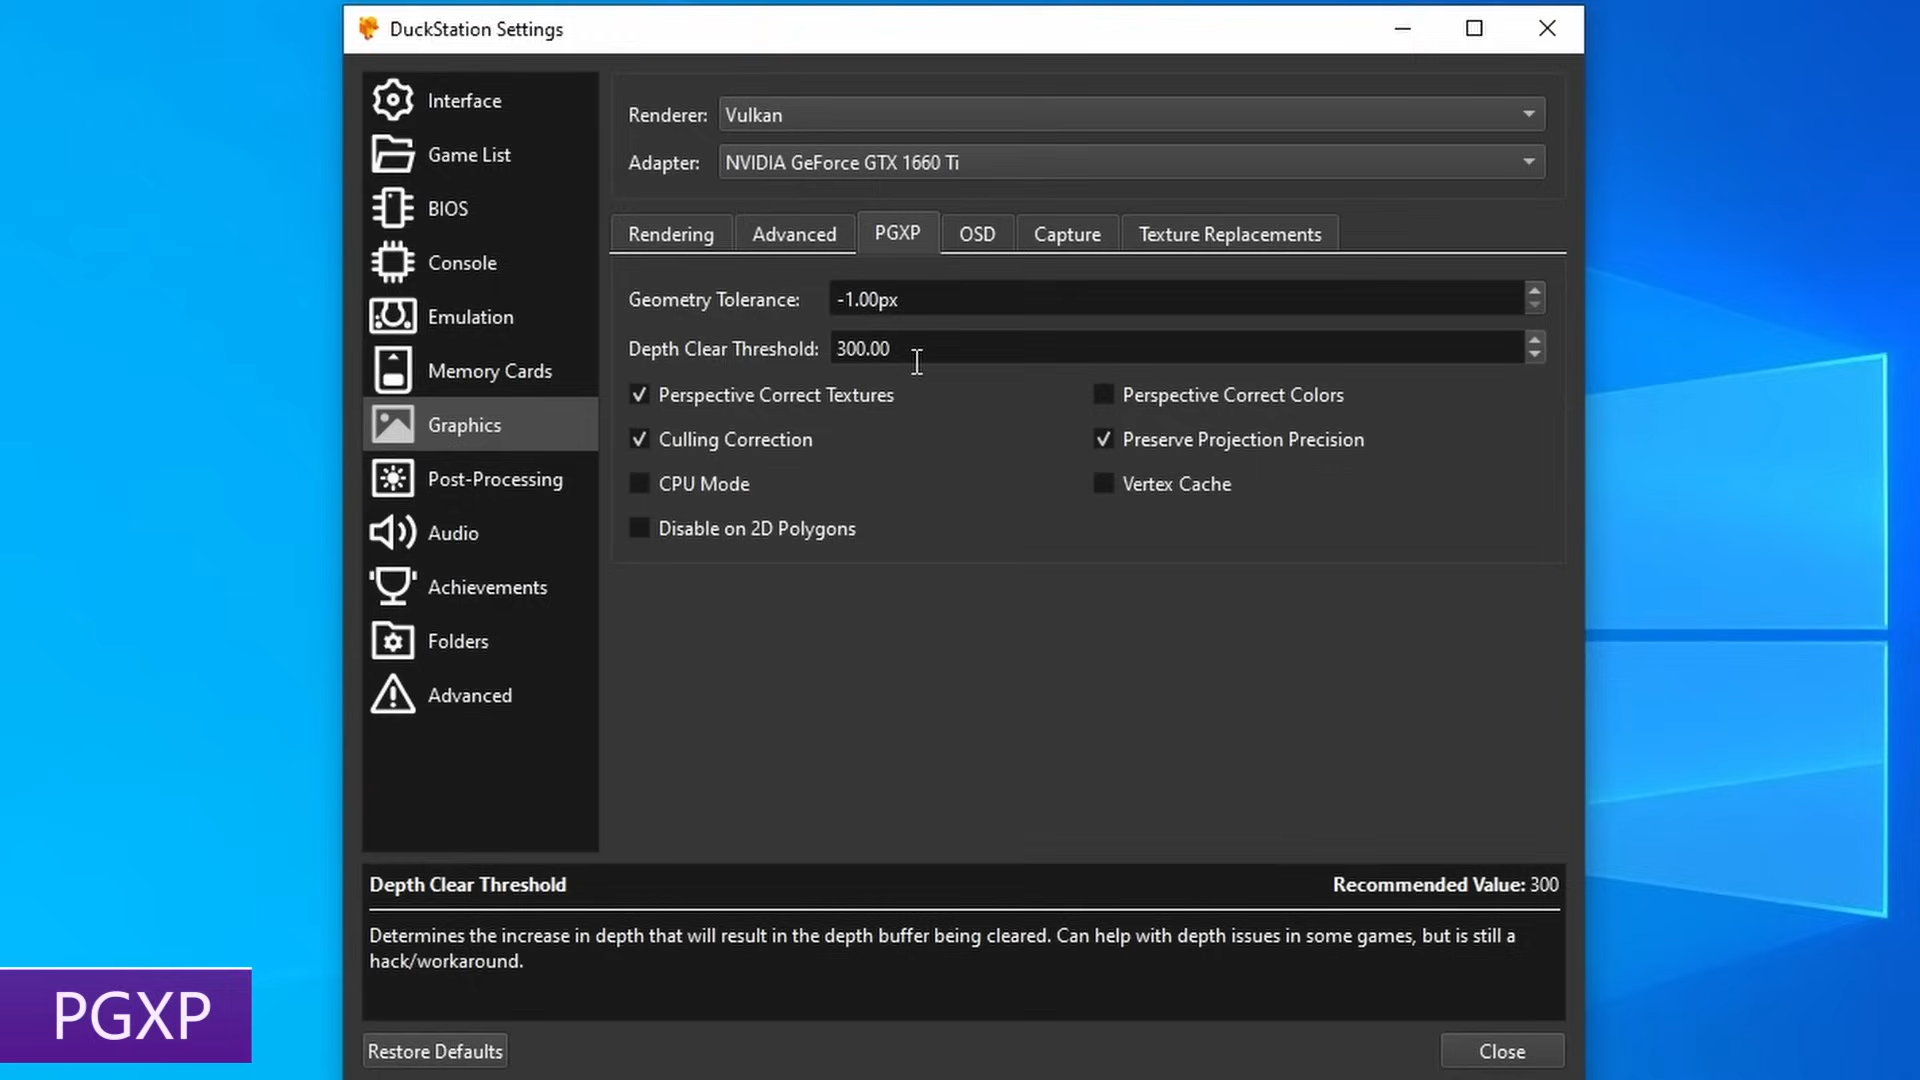 DuckStation Settings
Interface
Game List
BIOS
Console
Emulation
Memory Cards
Graphics
Post-Processing
Audio
Achievements
Folders
Advanced
Renderer: Vulkan
Adapter: NVIDIA GeForce GTX 1660 Ti
Rendering Advanced PGXP OSD Capture Texture Replacements
Geometry Tolerance: -1.00px
Depth Clear Threshold: 300.00
Perspective Correct Textures Perspective Correct Colors
Culling Correction Preserve Projection Precision
CPU Mode Vertex Cache
Disable on 2D Polygons
Depth Clear Threshold Recommended Value: 300
Determines the increase in depth that will result in the depth buffer being cleared. Can help with depth issues in some games, but is still a
hack/workaround.
PGXP
Restore Defaults Close